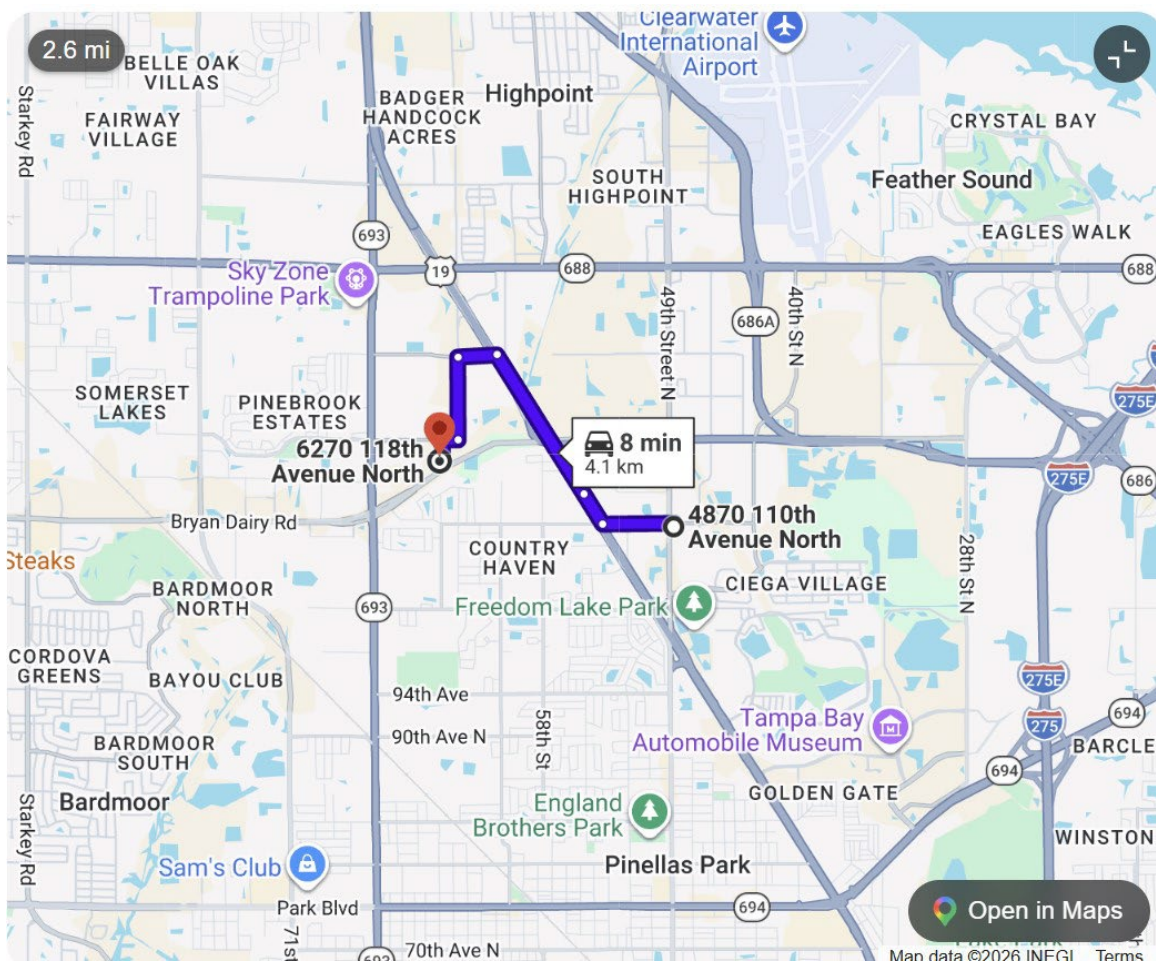 Clearwater
International
Airport
2.6 mi
BELLE OAK
VILLAS
Starkey Rd
FAIRWAY
VILLAGE
BADGER
HANDCOCK
ACRES
Highpoint
CRYSTAL BAY
SOUTH
HIGHPOINT
Feather Sound
EAGLES WALK
693
Sky Zone
Trampoline Park
19
688
688
49th Street N
686A
40th St N
275E
SOMERSET
LAKES
PINEBROOK
ESTATES
6270 118th
Avenue North
8 min
4.1 km
275E
686
Bryan Dairy Rd
4870 110th
Avenue North
Steaks
COUNTRY
HAVEN
28th St N
BARDMOOR
NORTH
693
Freedom Lake Park
CIEGA VILLAGE
CORDOVA
GREENS
BAYOU CLUB
94th Ave
58th St
275E
90th Ave N
Tampa Bay
Automobile Museum
275
694
BARCLE
BARDMOOR
SOUTH
694
Bardmoor
Starkey Rd
England
Brothers Park
GOLDEN GATE
WINSTON
Sam's Club
Pinellas Park
Park Blvd
694
Open in Maps
71st
70th Ave N
693
Map data ©2026 INEGI Terms